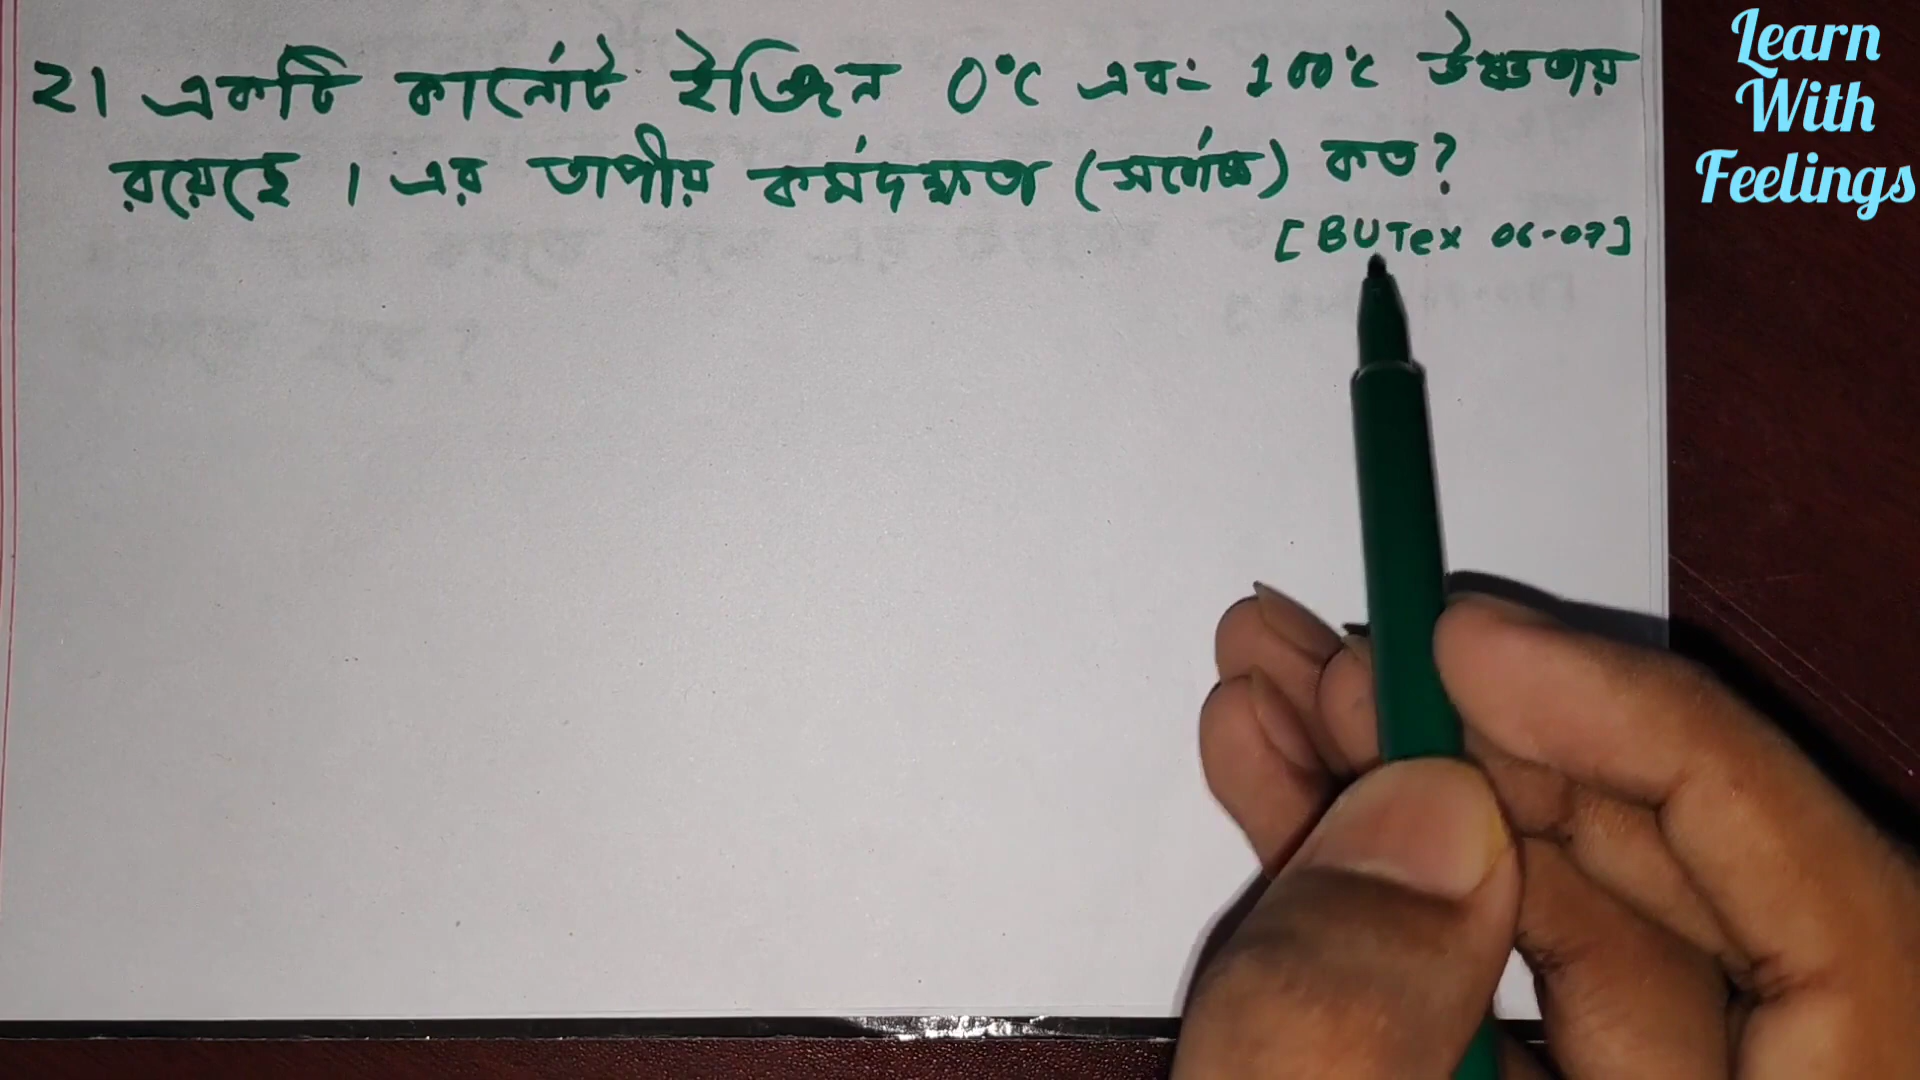 ২। একটি কার্নোট ইঞ্জিন 0°C এবং 100°C উষ্ণতায়
রয়েছে। এর তাপীয় কর্মদক্ষতা (সর্বোচ্চ) কত?
[BUTex 06-07]
Learn
With
Feelings